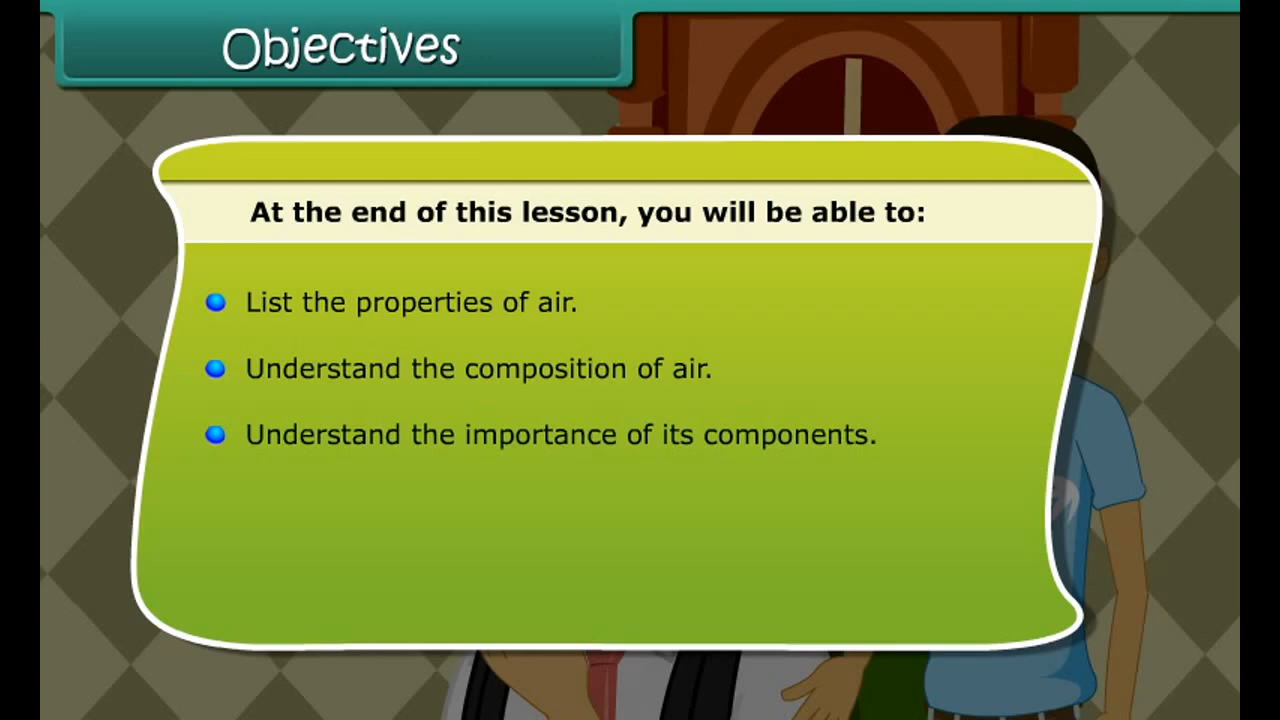 Objectives
At the end of this lesson, you will be able to:
List the properties of air.
Understand the composition of air.
Understand the importance of its components.